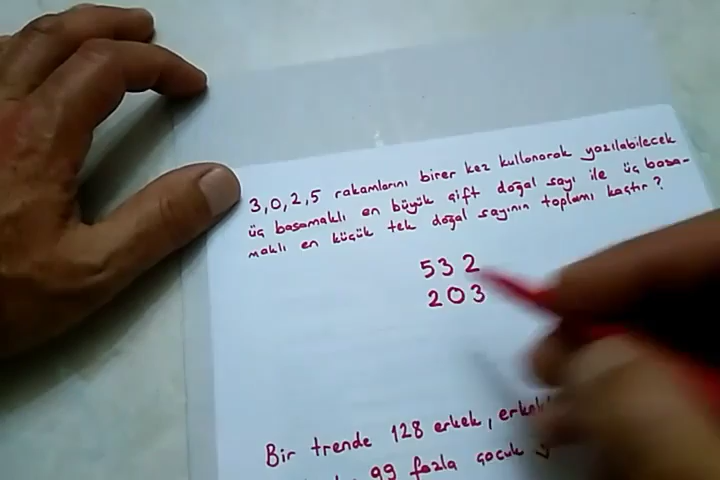 3, 0, 2, 5 rakamlarını birer kez kullanarak yazılabilecek
üç basamaklı en büyük çift doğal sayı ile üç basa-
maklı en küçük tek doğal sayının toplamı kaçtır?
532
203
Bir trende 128 erkek,
99 fazla çocuk